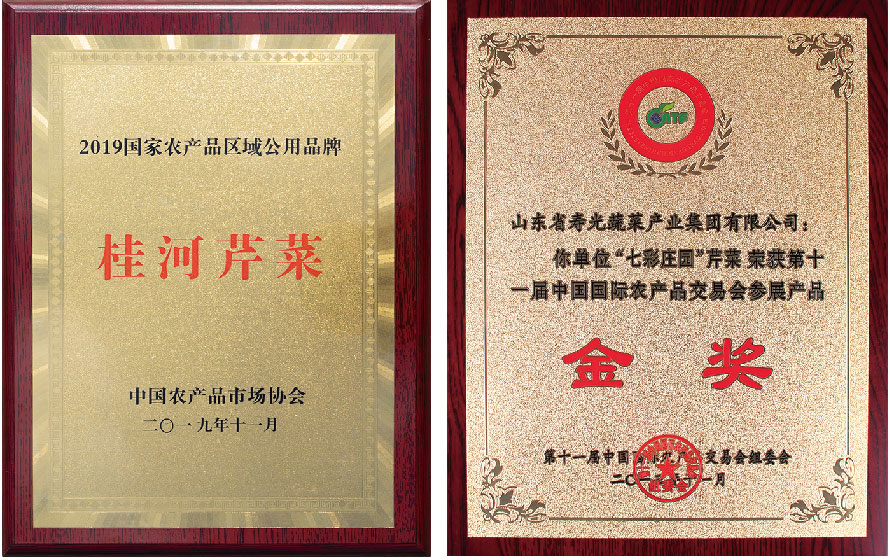 2019国家农产品区域公用品牌
桂河芹菜
中国农产品市场协会
二〇一九年十一月
CATF
山东省寿光蔬菜产业集团有限公司：
你单位“七彩庄园”芹菜 荣获第十
一届中国国际农产品交易会参展产品
金奖
第十一届中国 交易会组委会
二〇一 年十一月